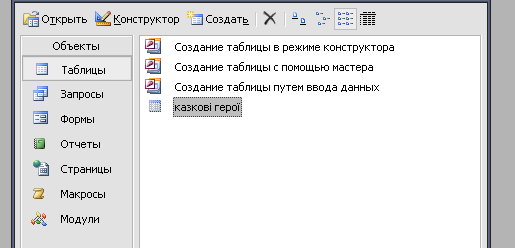 Открыть Конструктор Создать
Объекты
Таблицы
Запросы
Формы
Отчеты
Страницы
Макросы
Модули
Создание таблицы в режиме конструктора
Создание таблицы с помощью мастера
Создание таблицы путем ввода данных
казкові герої